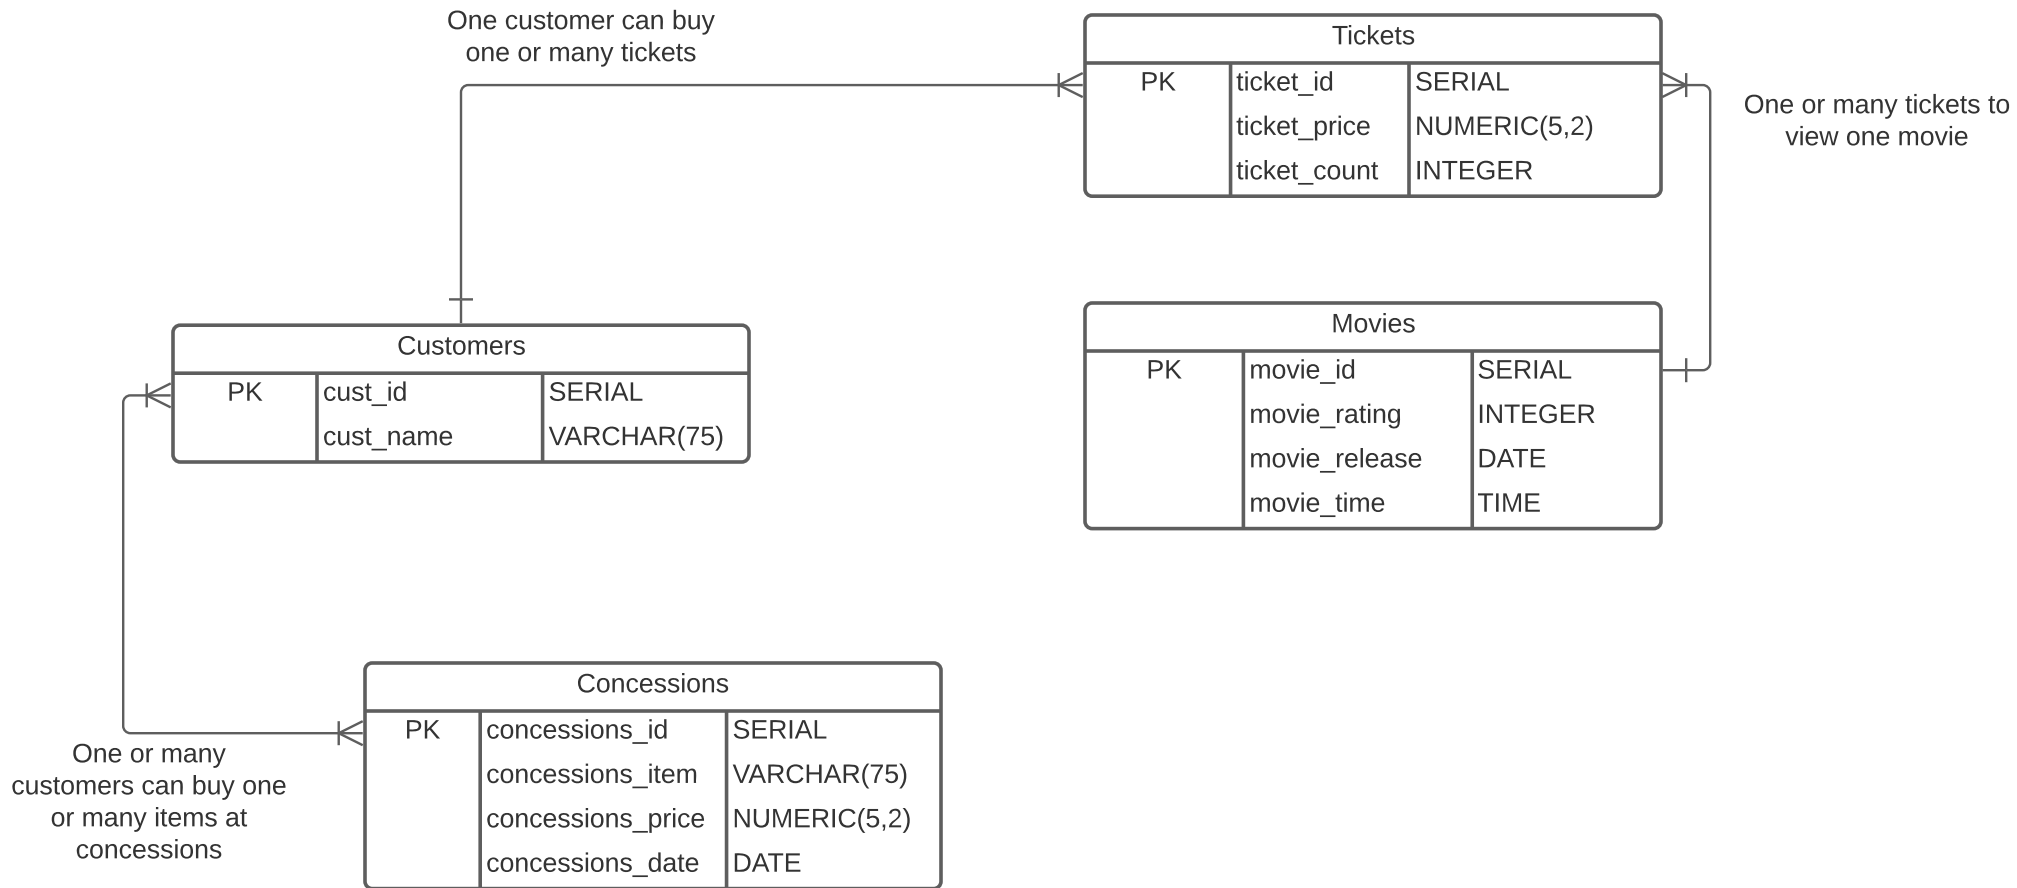 One customer can buy
one or many tickets
Tickets
PK ticket_id SERIAL
ticket_price NUMERIC(5,2)
ticket_count INTEGER
One or many tickets to
view one movie
Customers
PK cust_id SERIAL
cust_name VARCHAR(75)
Movies
PK movie_id SERIAL
movie_rating INTEGER
movie_release DATE
movie_time TIME
One or many
customers can buy one
or many items at
concessions
Concessions
PK concessions_id SERIAL
concessions_item VARCHAR(75)
concessions_price NUMERIC(5,2)
concessions_date DATE